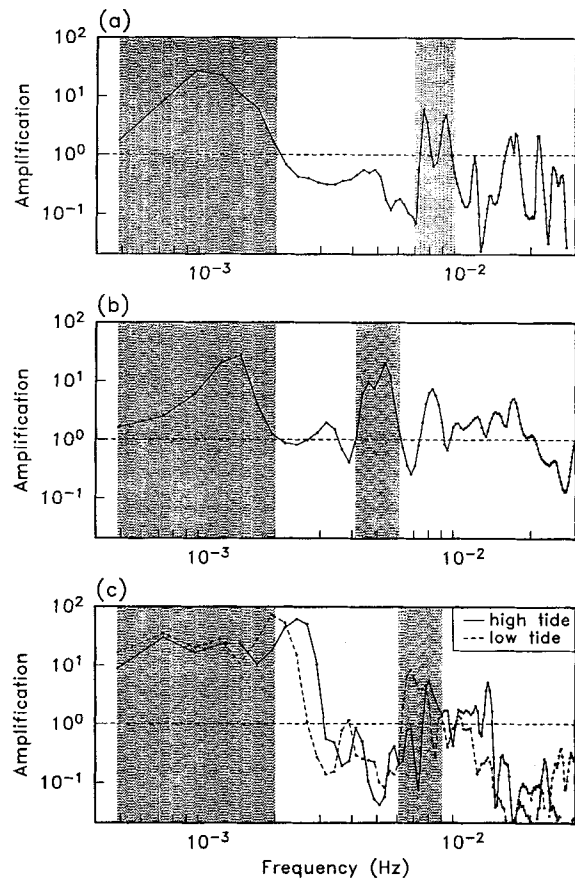 (a)
10²
10¹
10⁰
10⁻¹
Amplification
10⁻³
10⁻²
(b)
10²
10¹
10⁰
10⁻¹
Amplification
10⁻³
10⁻²
(c)
10²
10¹
10⁰
10⁻¹
Amplification
high tide
low tide
10⁻³
10⁻²
Frequency (Hz)